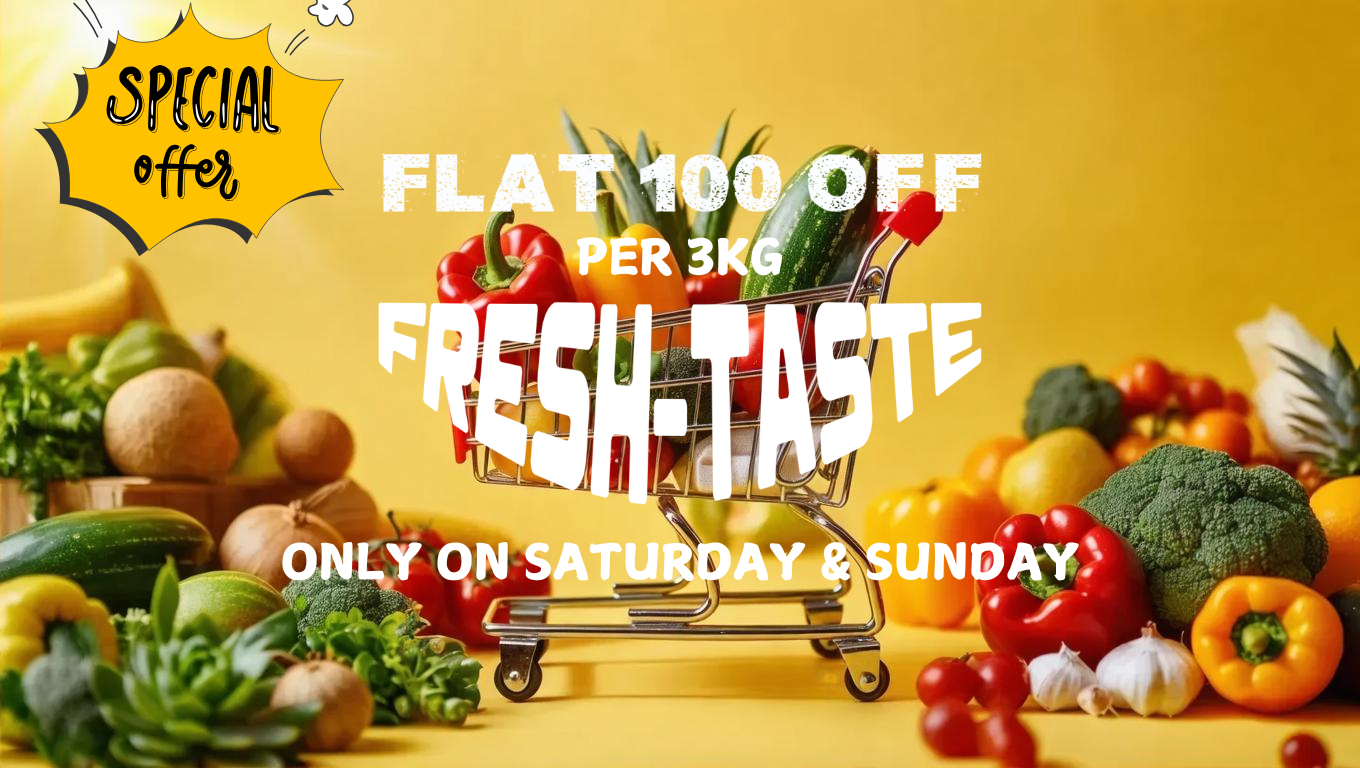 SPECIAL
offer
FLAT 100 OFF
PER 3KG
FRESH-TASTE
ONLY ON SATURDAY & SUNDAY